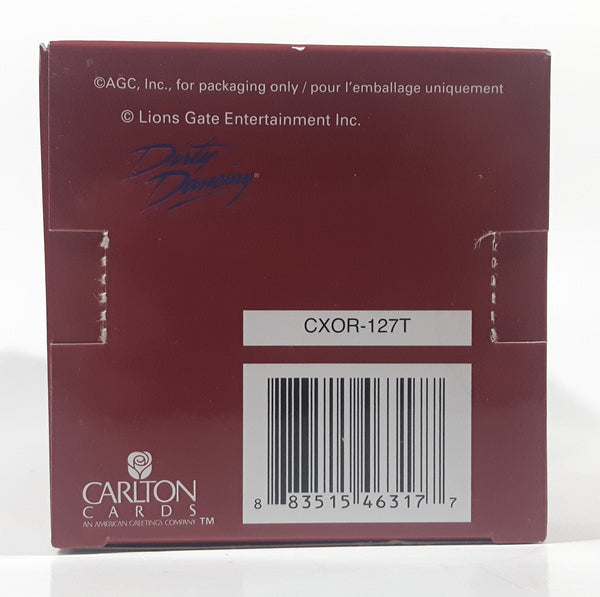 ©AGC, Inc., for packaging only / pour l'emballage uniquement
© Lions Gate Entertainment Inc.
Dirty
Dancing®
CXOR-127T
8 83515 46317 7
CARLTON
CARDS
AN AMERICAN GREETINGS COMPANY ™